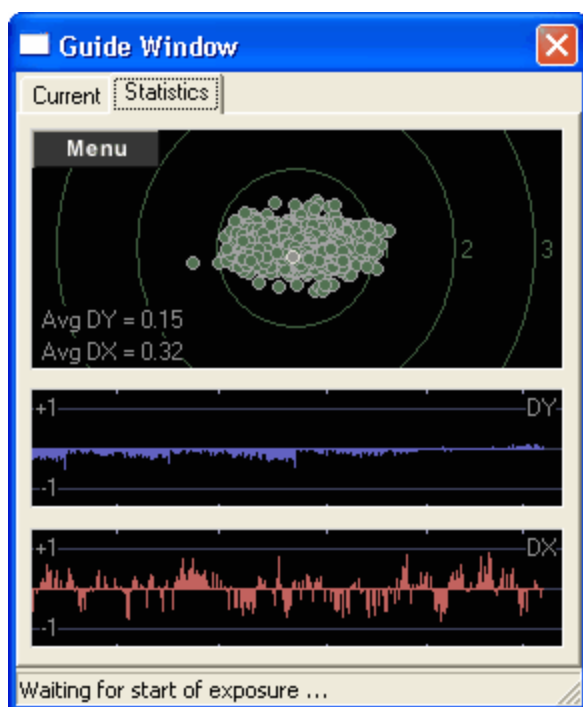 Guide Window
Current Statistics
Menu
1 2 3
Avg DY = 0.15
Avg DX = 0.32
+1 DY
-1
+1 DX
-1
Waiting for start of exposure ...